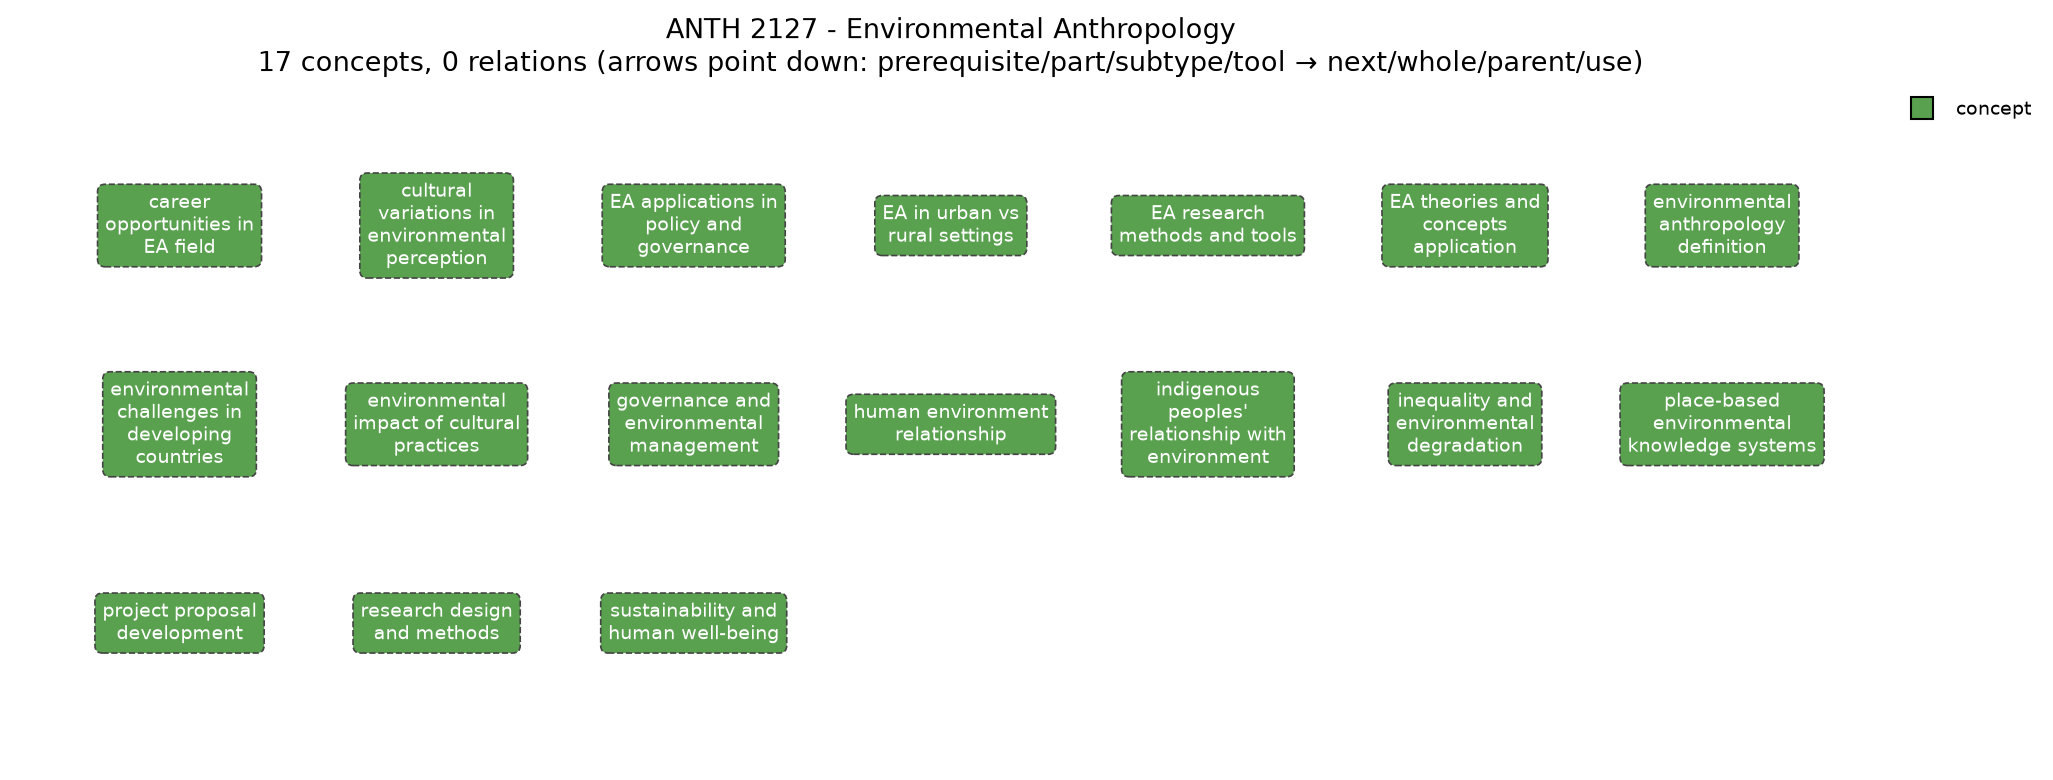 ANTH 2127 - Environmental Anthropology
17 concepts, 0 relations (arrows point down: prerequisite/part/subtype/tool → next/whole/parent/use)
concept
career
opportunities in
EA field
cultural
variations in
environmental
perception
EA applications in
policy and
governance
EA in urban vs
rural settings
EA research
methods and tools
EA theories and
concepts
application
environmental
anthropology
definition
environmental
challenges in
developing
countries
environmental
impact of cultural
practices
governance and
environmental
management
human environment
relationship
indigenous
peoples'
relationship with
environment
inequality and
environmental
degradation
place-based
environmental
knowledge systems
project proposal
development
research design
and methods
sustainability and
human well-being